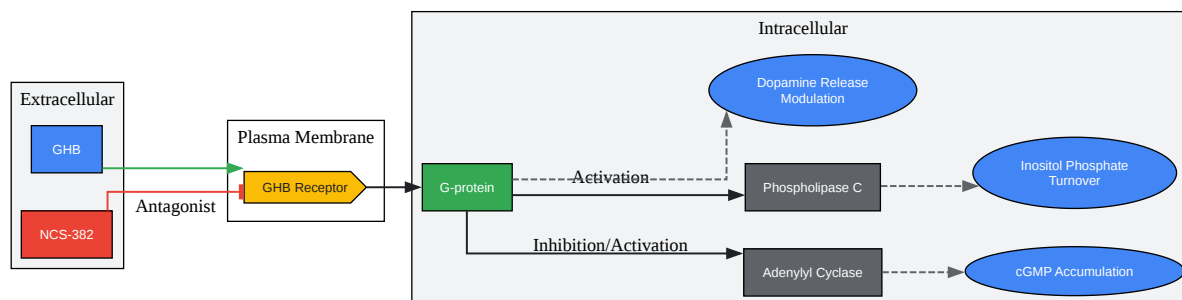 Extracellular
GHB
NCS-382
Antagonist
Plasma Membrane
GHB Receptor
Intracellular
G-protein
Dopamine Release
Modulation
Activation
Phospholipase C
Inositol Phosphate
Turnover
Inhibition/Activation
Adenylyl Cyclase
cGMP Accumulation